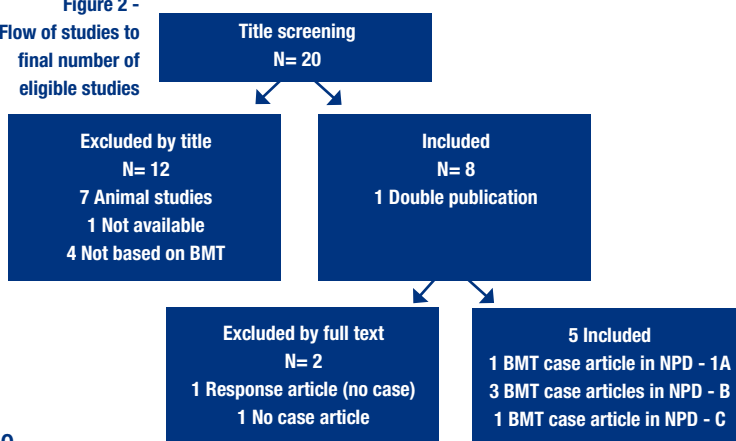 Figure 2 -
Flow of studies to
final number of
eligible studies
Title screening
N= 20
Excluded by title
N= 12
7 Animal studies
1 Not available
4 Not based on BMT
Included
N= 8
1 Double publication
Excluded by full text
N= 2
1 Response article (no case)
1 No case article
5 Included
1 BMT case article in NPD - 1A
3 BMT case articles in NPD - B
1 BMT case article in NPD - C